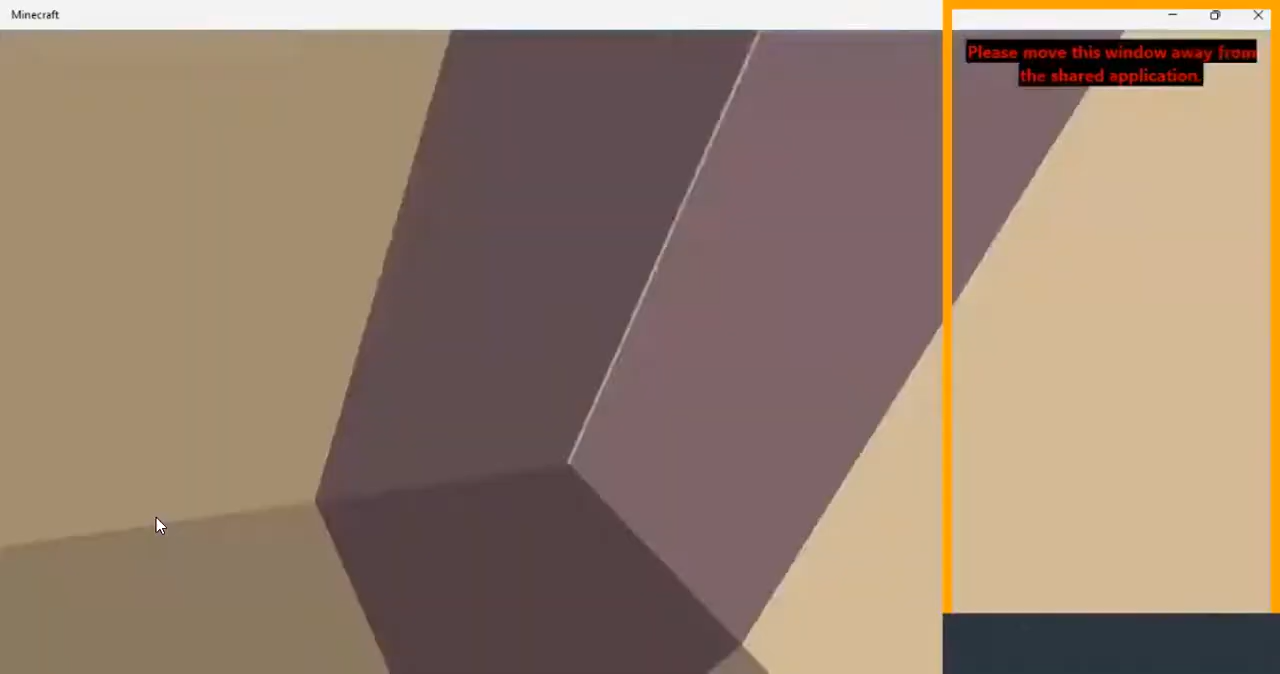 Minecraft
Please move this window away from
the shared application.